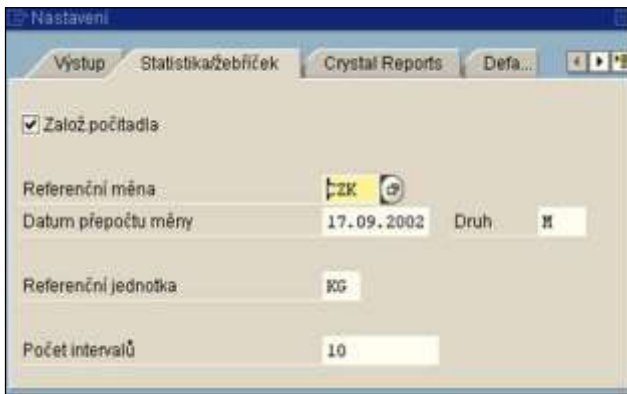 Nastavení
Výstup Statistika/žebříček Crystal Reports Defa...
Založ počitadla
Referenční měna CZK
Datum přepočtu měny 17.09.2002 Druh M
Referenční jednotka KG
Počet intervalů 10